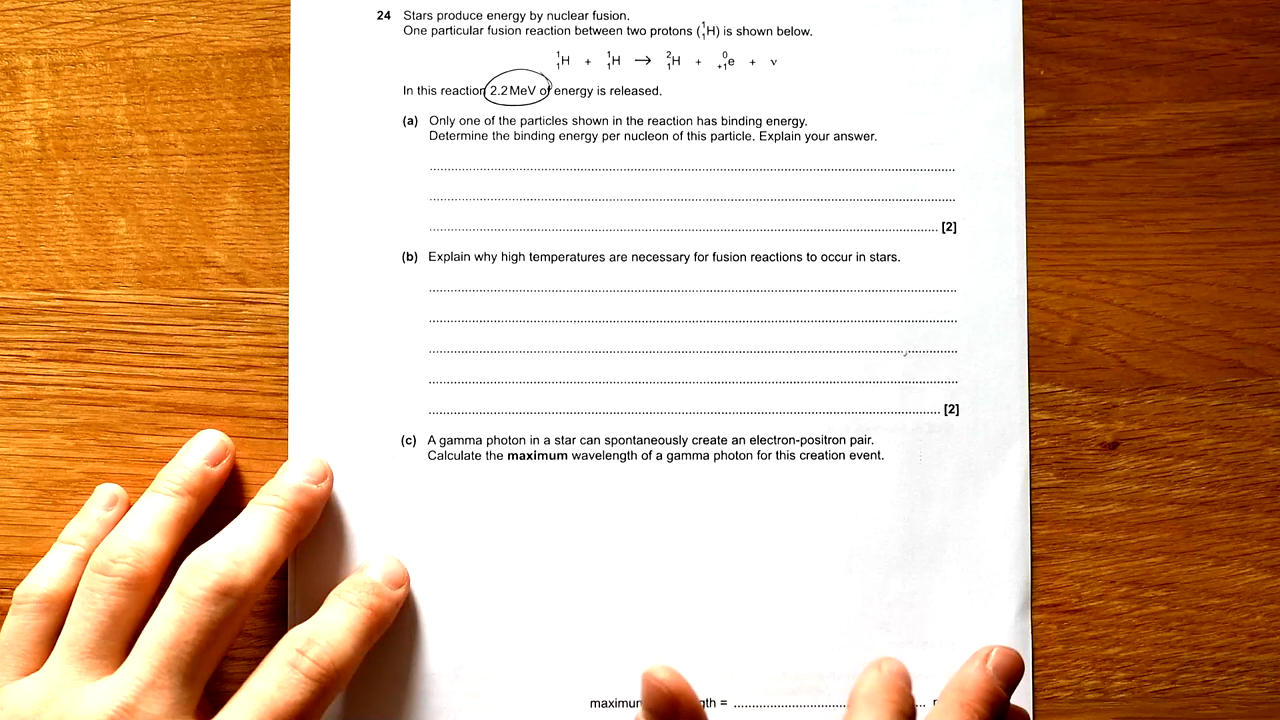 24 Stars produce energy by nuclear fusion.
One particular fusion reaction between two protons (¹₁H) is shown below.
¹₁H + ¹₁H → ²₁H + ⁰₊₁e + ν
In this reaction 2.2 MeV of energy is released.
(a) Only one of the particles shown in the reaction has binding energy.
Determine the binding energy per nucleon of this particle. Explain your answer.
[2]
(b) Explain why high temperatures are necessary for fusion reactions to occur in stars.
[2]
(c) A gamma photon in a star can spontaneously create an electron-positron pair.
Calculate the maximum wavelength of a gamma photon for this creation event.
=